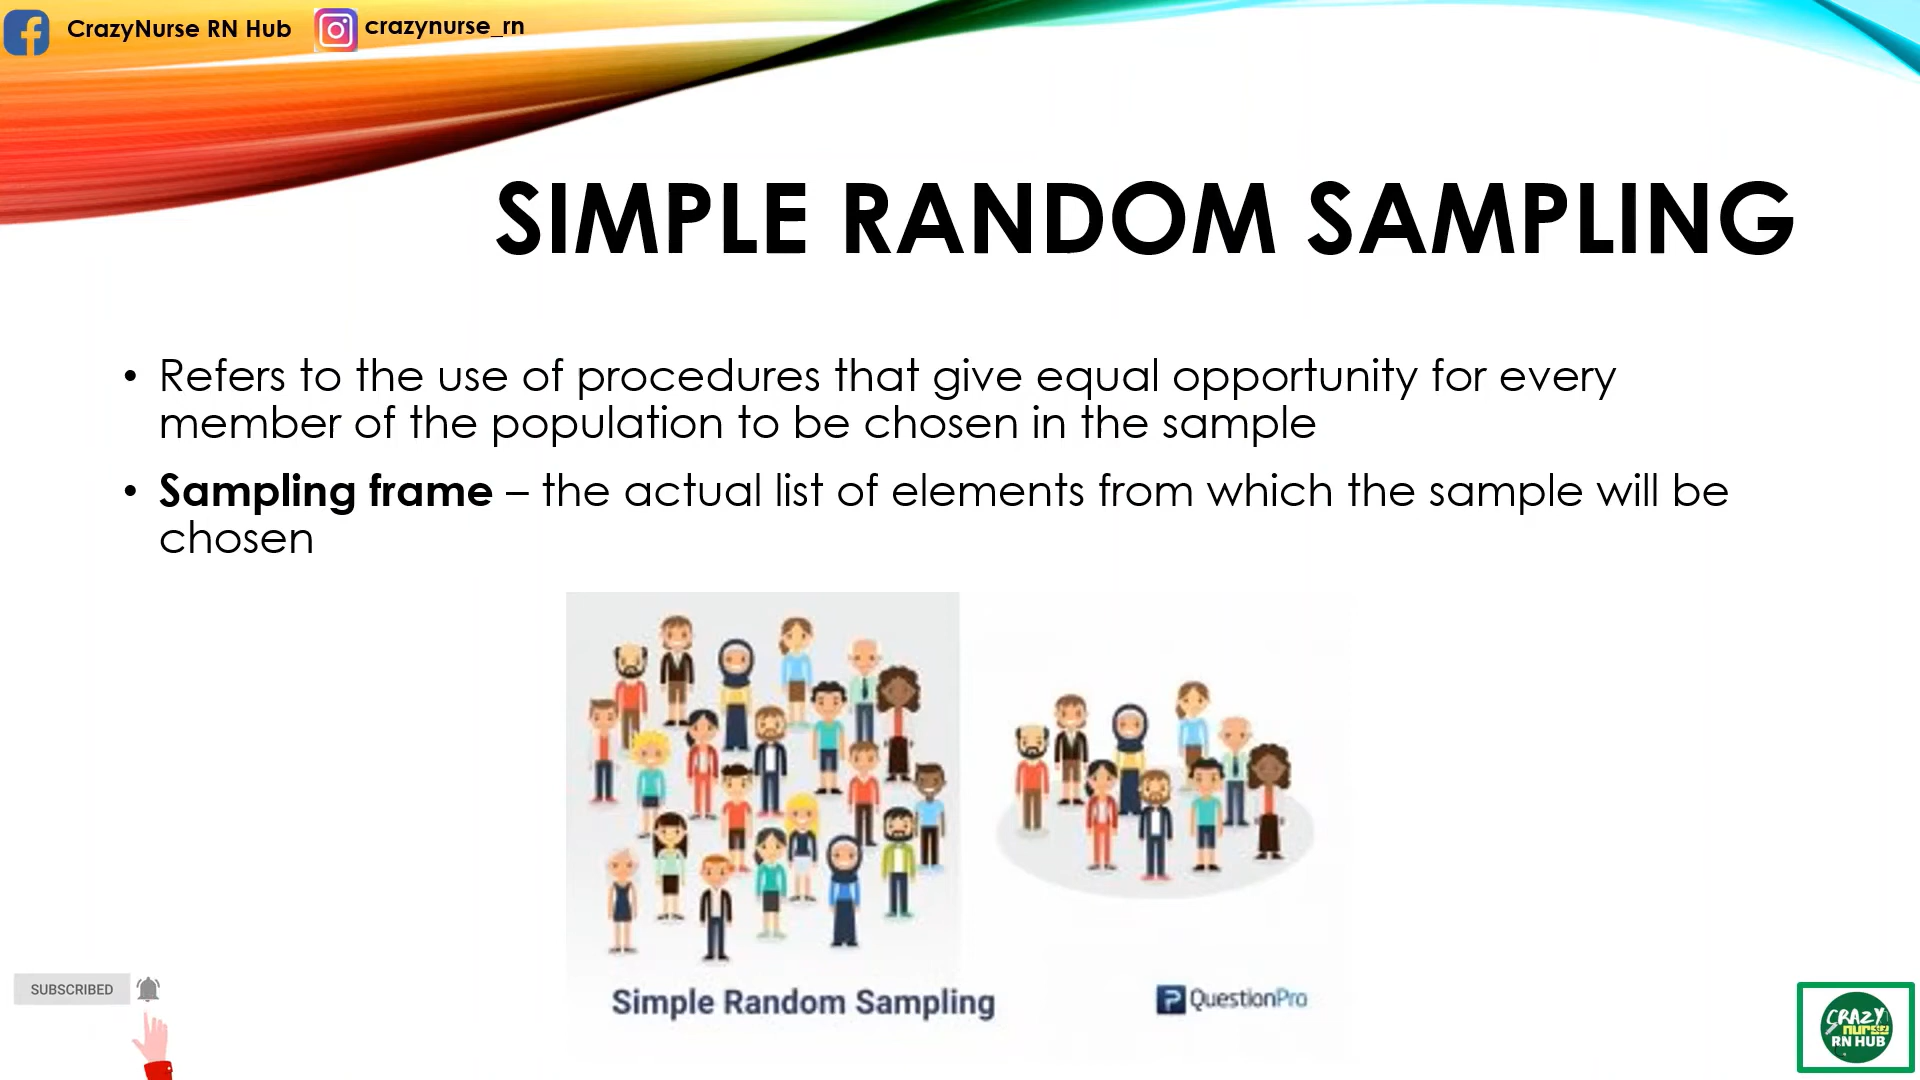 CrazyNurse RN Hub
crazynurse_rn
SIMPLE RANDOM SAMPLING
• Refers to the use of procedures that give equal opportunity for every
member of the population to be chosen in the sample
• Sampling frame – the actual list of elements from which the sample will be
chosen
Simple Random Sampling
QuestionPro
SUBSCRIBED
CRAZY
nurse
RN HUB